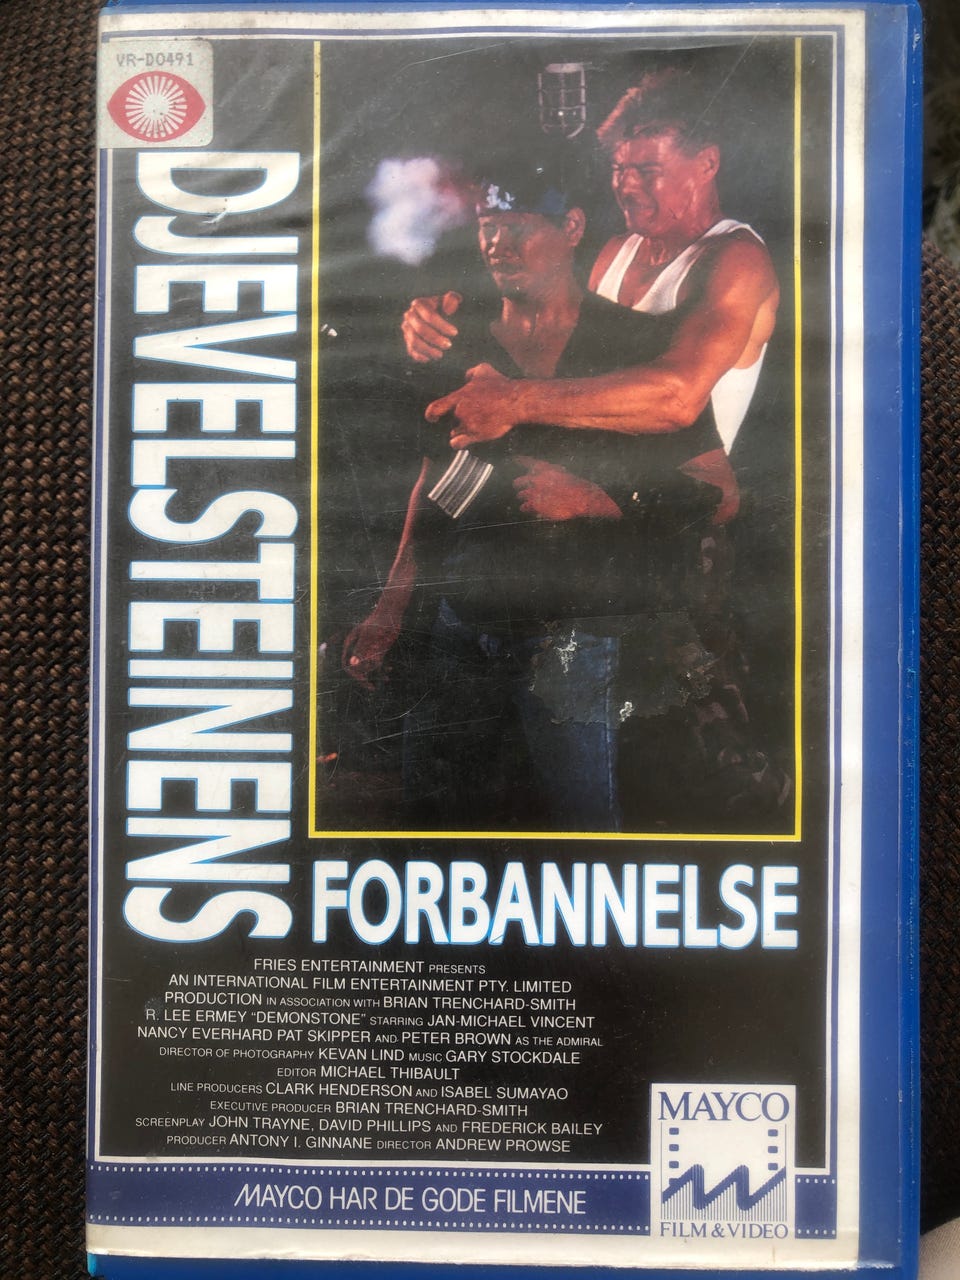 VR-D0491
DJEVELSTEINENS
FORBANNELSE
FRIES ENTERTAINMENT PRESENTS
AN INTERNATIONAL FILM ENTERTAINMENT PTY. LIMITED
PRODUCTION IN ASSOCIATION WITH BRIAN TRENCHARD-SMITH
R. LEE ERMEY "DEMONSTONE" STARRING JAN-MICHAEL VINCENT
NANCY EVERHARD PAT SKIPPER AND PETER BROWN AS THE ADMIRAL
DIRECTOR OF PHOTOGRAPHY KEVAN LIND MUSIC GARY STOCKDALE
EDITOR MICHAEL THIBAULT
LINE PRODUCERS CLARK HENDERSON AND ISABEL SUMAYAO
EXECUTIVE PRODUCER BRIAN TRENCHARD-SMITH
SCREENPLAY JOHN TRAYNE, DAVID PHILLIPS AND FREDERICK BAILEY
PRODUCER ANTONY I. GINNANE DIRECTOR ANDREW PROWSE
MAYCO HAR DE GODE FILMENE
MAYCO
FILM & VIDEO